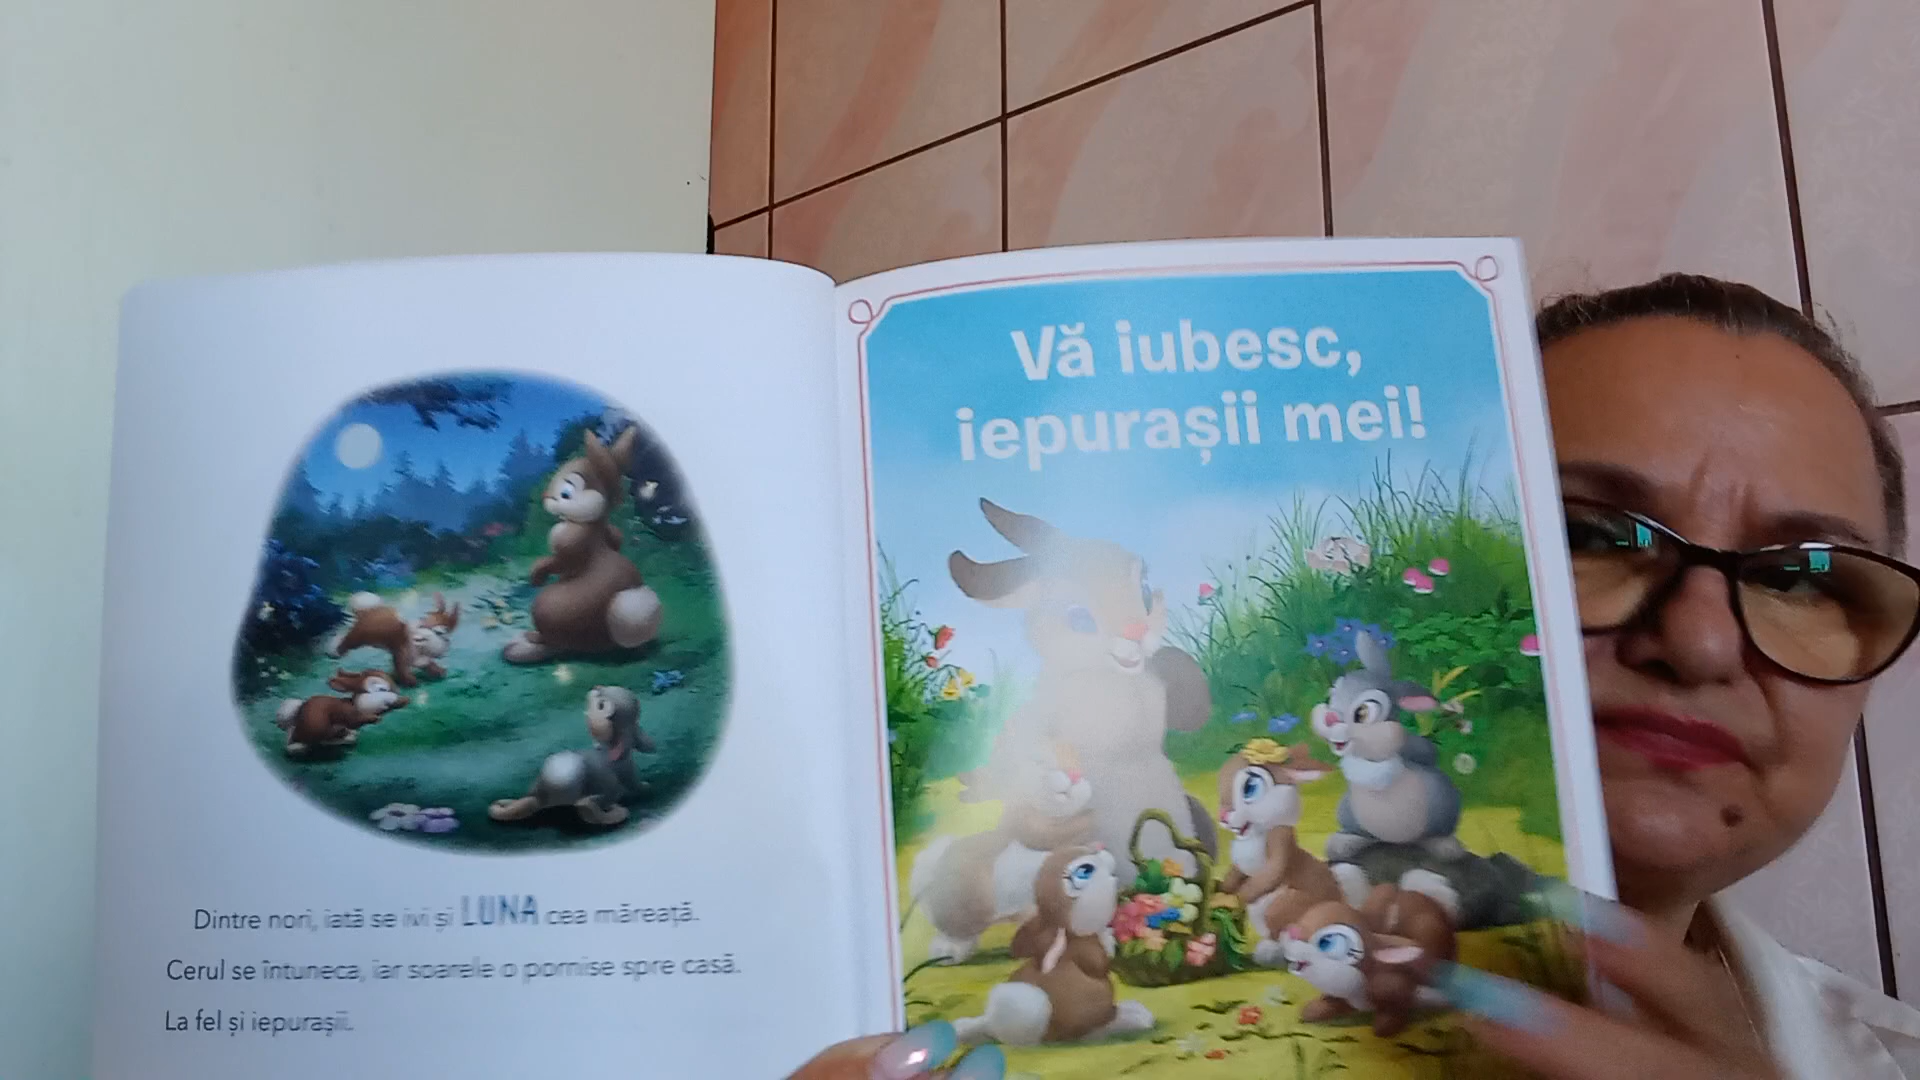 Dintre nori, iată se ivi și LUNA cea măreață.
Cerul se întuneca, iar soarele o pornise spre casă.
La fel și iepurașii.
Vă iubesc,
iepurașii mei!